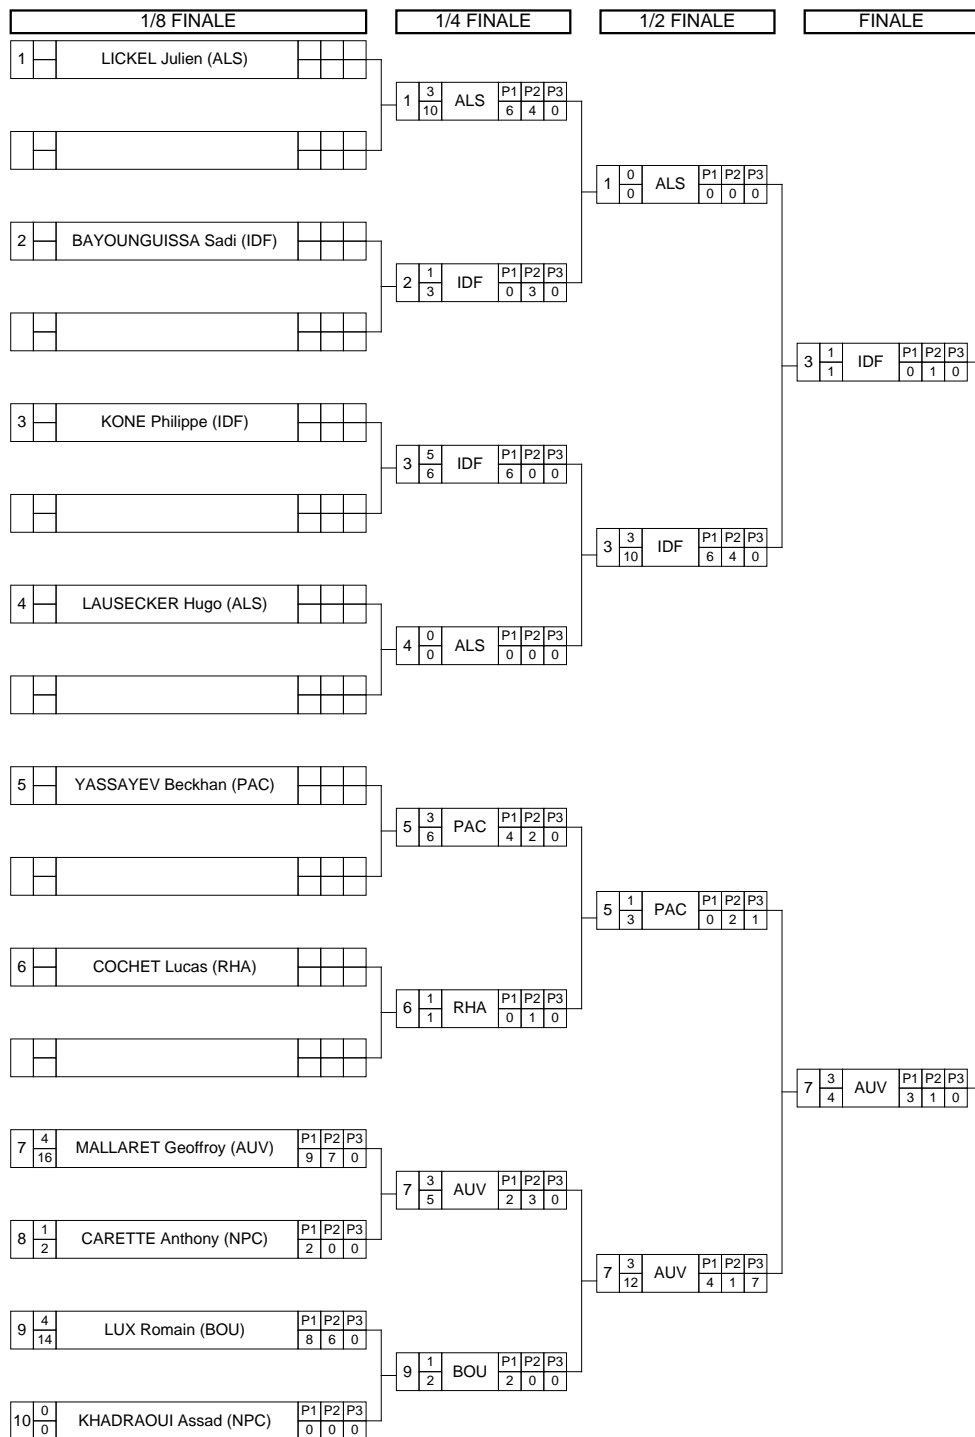 1/8 FINALE 1/4 FINALE 1/2 FINALE FINALE
1 LICKEL Julien (ALS)
1 3 10 ALS P1 P2 P3 6 4 0
1 0 0 ALS P1 P2 P3 0 0 0
2 BAYOUNGUISSA Sadi (IDF)
2 1 3 IDF P1 P2 P3 0 3 0
3 1 1 IDF P1 P2 P3 0 1 0
3 KONE Philippe (IDF)
3 5 6 IDF P1 P2 P3 6 0 0
3 3 10 IDF P1 P2 P3 6 4 0
4 LAUSECKER Hugo (ALS)
4 0 0 ALS P1 P2 P3 0 0 0
5 YASSAYEV Beckhan (PAC)
5 3 6 PAC P1 P2 P3 4 2 0
5 1 3 PAC P1 P2 P3 0 2 1
6 COCHET Lucas (RHA)
6 1 1 RHA P1 P2 P3 0 1 0
7 3 4 AUV P1 P2 P3 3 1 0
7 4 16 MALLARET Geoffroy (AUV) P1 P2 P3 9 7 0
7 3 5 AUV P1 P2 P3 2 3 0
8 1 2 CARETTE Anthony (NPC) P1 P2 P3 2 0 0
7 3 12 AUV P1 P2 P3 4 1 7
9 4 14 LUX Romain (BOU) P1 P2 P3 8 6 0
9 1 2 BOU P1 P2 P3 2 0 0
10 0 0 KHADRAOUI Assad (NPC) P1 P2 P3 0 0 0